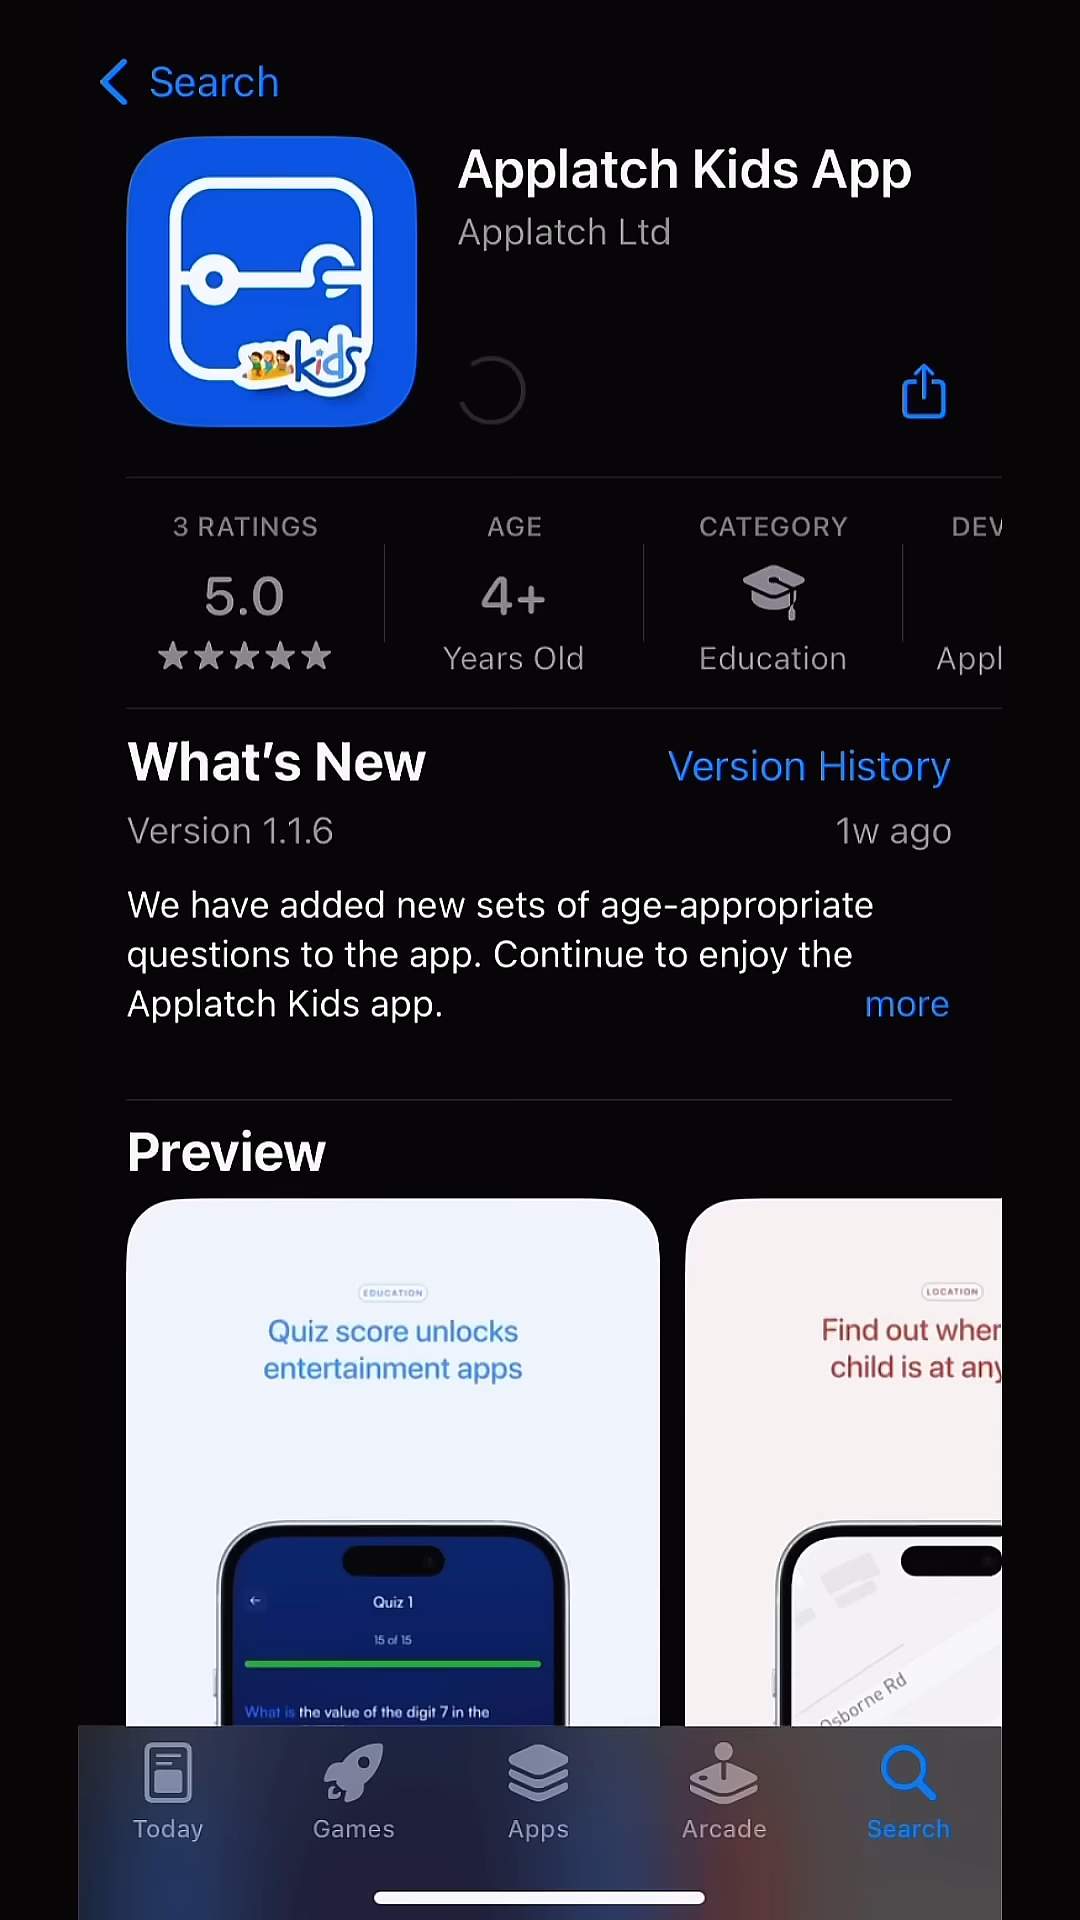 Search
Applatch Kids App
Applatch Ltd
kids
3 RATINGS
AGE
CATEGORY
DEV
5.0
4+
Years Old
Education
Appl
What's New
Version History
Version 1.1.6
1w ago
We have added new sets of age-appropriate
questions to the app. Continue to enjoy the
Applatch Kids app.
more
Preview
EDUCATION
Quiz score unlocks
entertainment apps
LOCATION
Find out wher
child is at any
Quiz 1
15 of 15
What is the value of the digit 7 in the
Osborne Rd
Today
Games
Apps
Arcade
Search